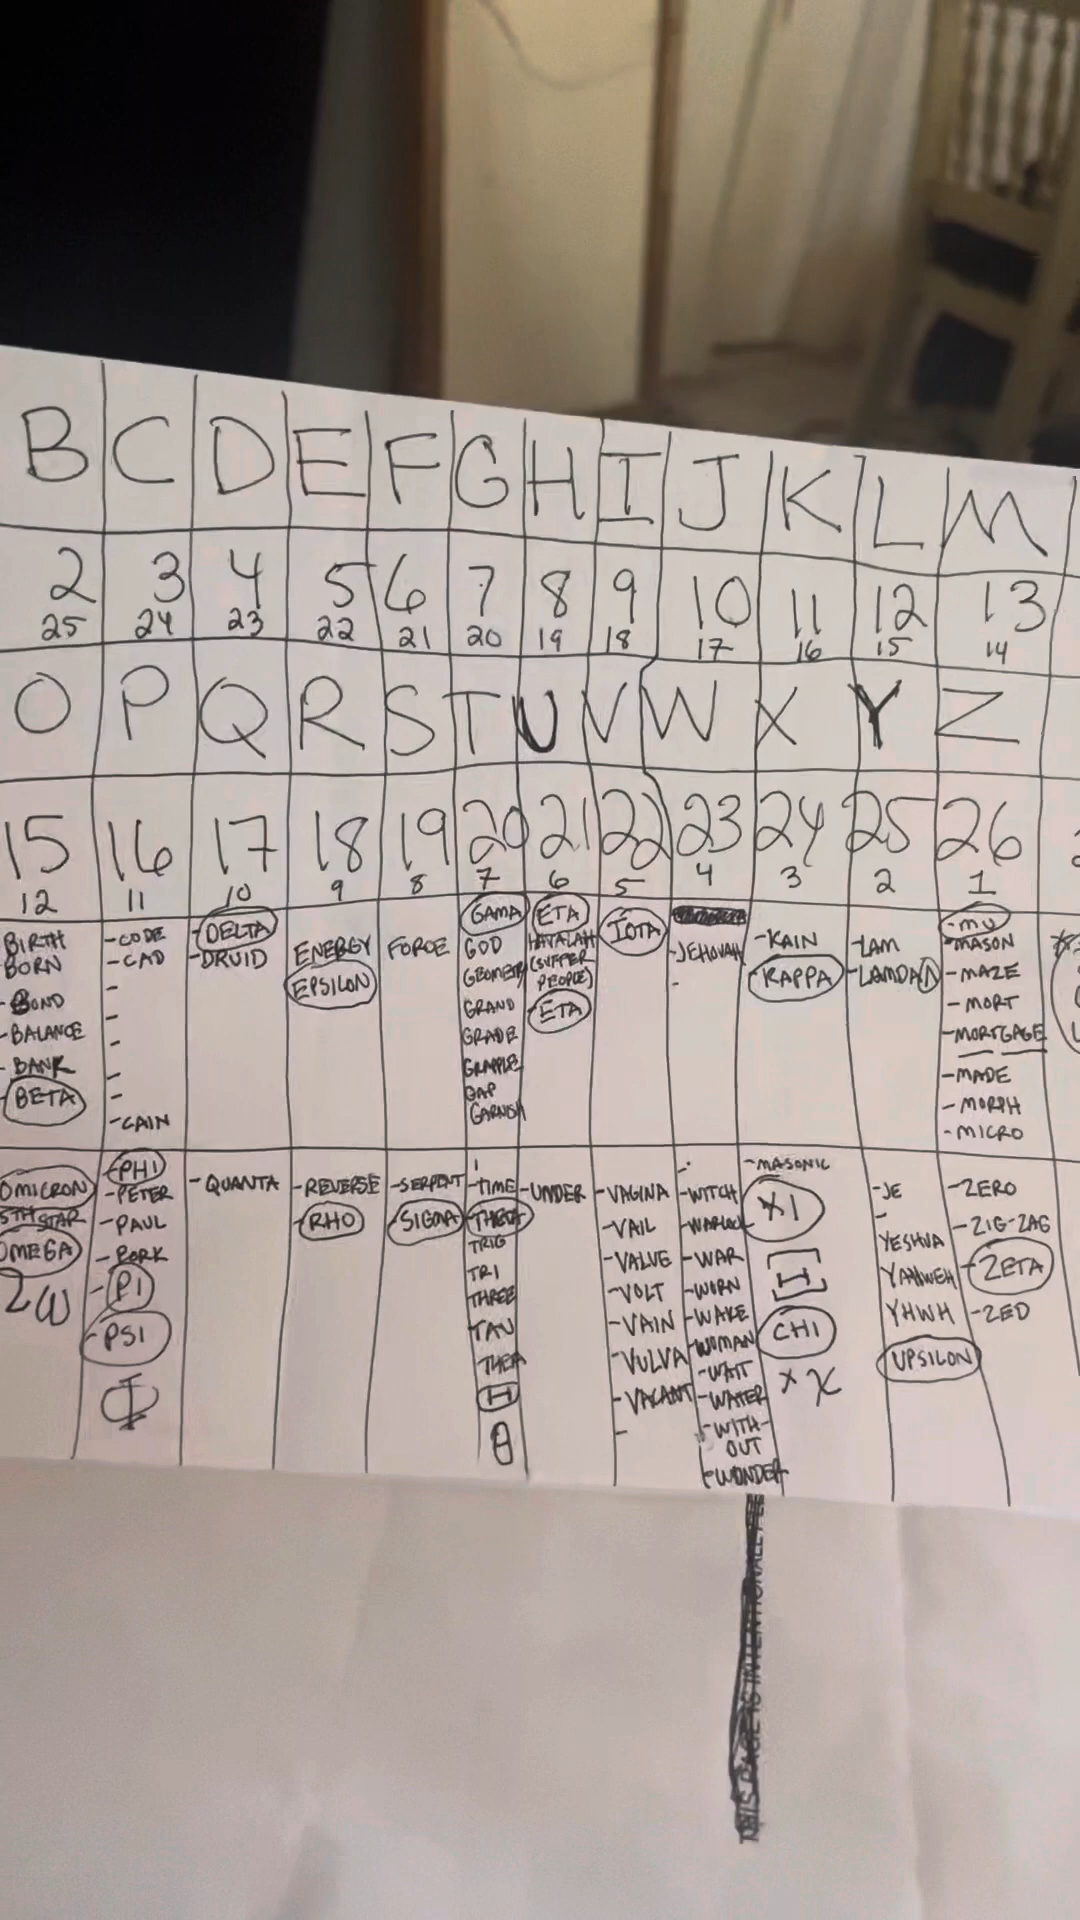 B C D E F G H I J K L M
2 3 4 5 6 7 8 9 10 11 12 13
25 24 23 22 21 20 19 18 17 16 15 14
O P Q R S T U V W X Y Z
15 16 17 18 19 20 21 22 23 24 25 26
12 11 10 9 8 7 6 5 4 3 2 1
BIRTH
BORN
-BOND
-BALANCE
-BANK
BETA
-CODE
-CAD
-
-
-
-
-CAIN
-DELTA
-DRUID
ENERGY
EPSILON
FORCE
GAMA
GOD
GEOMETRY
GRAND
GRADE
GRAPPLE
GAP
GARNISH
ETA
HAVALAH
(SUFFER
PEOPLE)
-ETA
IOTA
-JEHOVAH
-
-KAIN
-KAPPA
-LAM
-LAMDA(N)
-MU
-MASON
-MAZE
-MORT
-MORTGAGE
-MADE
-MORPH
-MICRO
OMICRON
5TH STAR
OMEGA
Ω ω
-PHI
-PETER
-PAUL
-PORK
-PI
-PSI
Φ
-QUANTA
-REVERSE
-RHO
-SERPENT
-SIGMA
-TIME
-THETA
TRIG
TRI
THREE
TAU
THEA
H
θ
-UNDER
-VAGINA
-VAIL
-VALVE
-VOLT
-VAIN
-VULVA
-VACANT
-
-WITCH
-WARLOC
-WAR
-WORN
-WAKE
-WOMAN
-WAIT
-WATER
-WITH-
OUT
-WONDER
-MASONIC
XI
[H]
CHI
x χ
-JE
-
YESHUA
YAHWEH
YHWH
UPSILON
-ZERO
-ZIG-ZAG
-ZETA
-ZED
THIS PAGE IS INTENTIONALLY